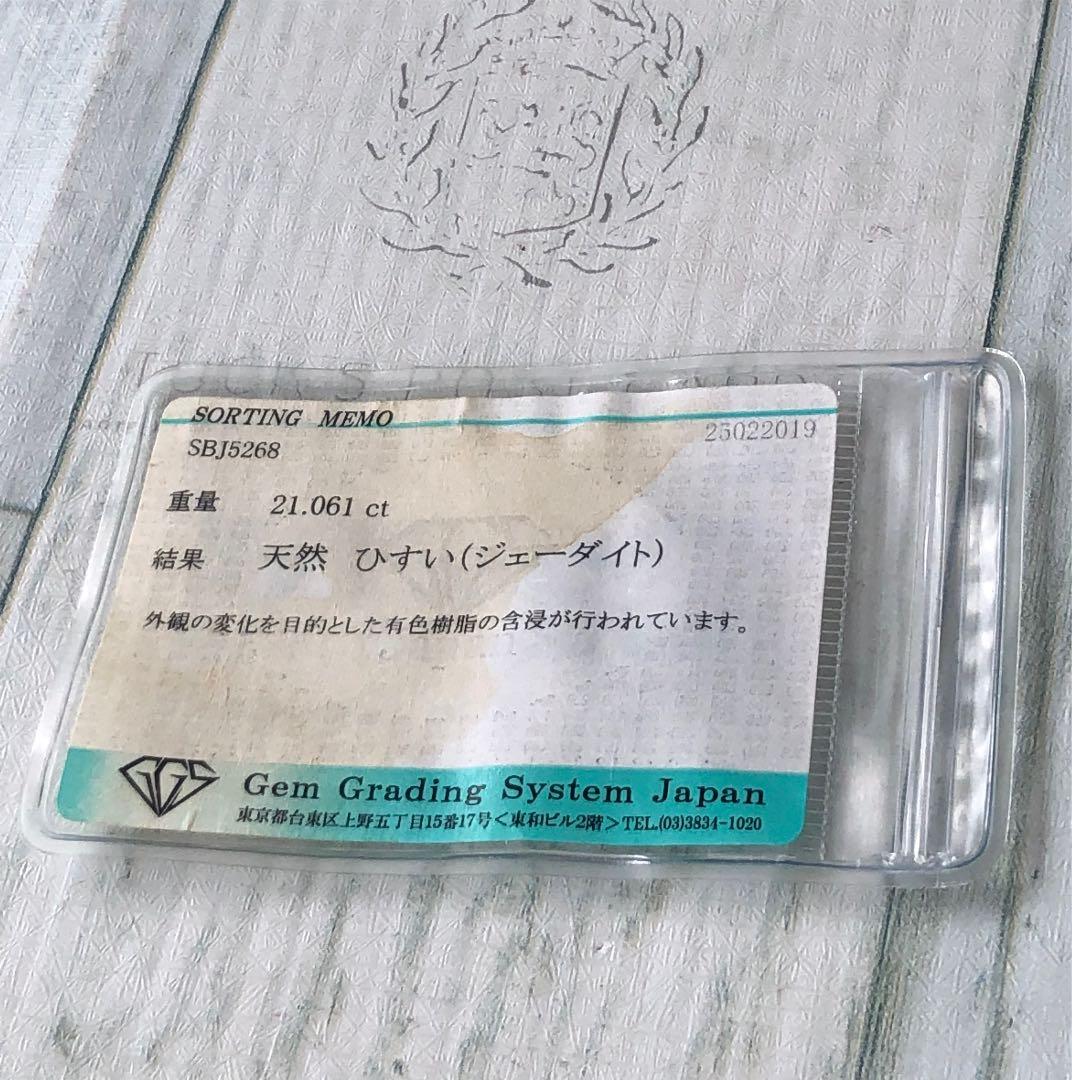 SORTING MEMO
25022019
SBJ5268
重量 21.061 ct
結果 天然 ひすい(ジェーダイト)
外観の変化を目的とした有色樹脂の含浸が行われています。
GGS Gem Grading System Japan
東京都台東区上野五丁目15番17号<東和ビル2階>TEL.(03)3834-1020